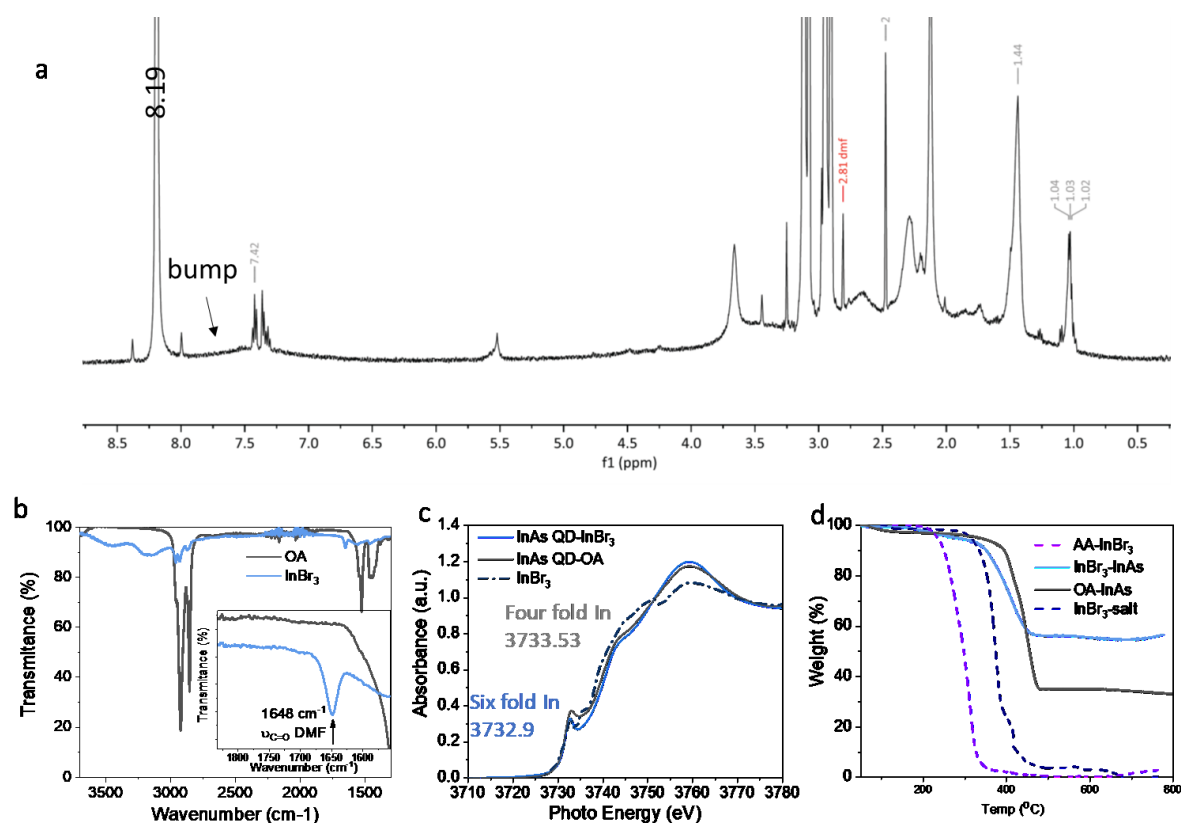 a
8.19
bump
7.42
2.81 dmf
2
1.44
1.04
1.03
1.02
8.5 8.0 7.5 7.0 6.5 6.0 5.5 5.0 4.5 4.0 3.5 3.0 2.5 2.0 1.5 1.0 0.5
f1 (ppm)
b
100
80
60
40
20
0
Transmitance (%)
OA
InBr₃
Transmitance (%)
1648 cm⁻¹
υC=O DMF
1800 1750 1700 1650 1600
Wavenumber (cm⁻¹)
3500 3000 2500 2000 1500
Wavenumber (cm-1)
c
1.4
1.2
1.0
0.8
0.6
0.4
0.2
0.0
Absorbance (a.u.)
InAs QD-InBr₃
InAs QD-OA
InBr₃
Four fold In
3733.53
Six fold In
3732.9
3710 3720 3730 3740 3750 3760 3770 3780
Photo Energy (eV)
d
100
80
60
40
20
0
Weight (%)
AA-InBr₃
InBr₃-InAs
OA-InAs
InBr₃-salt
200 400 600 800
Temp (⁰C)